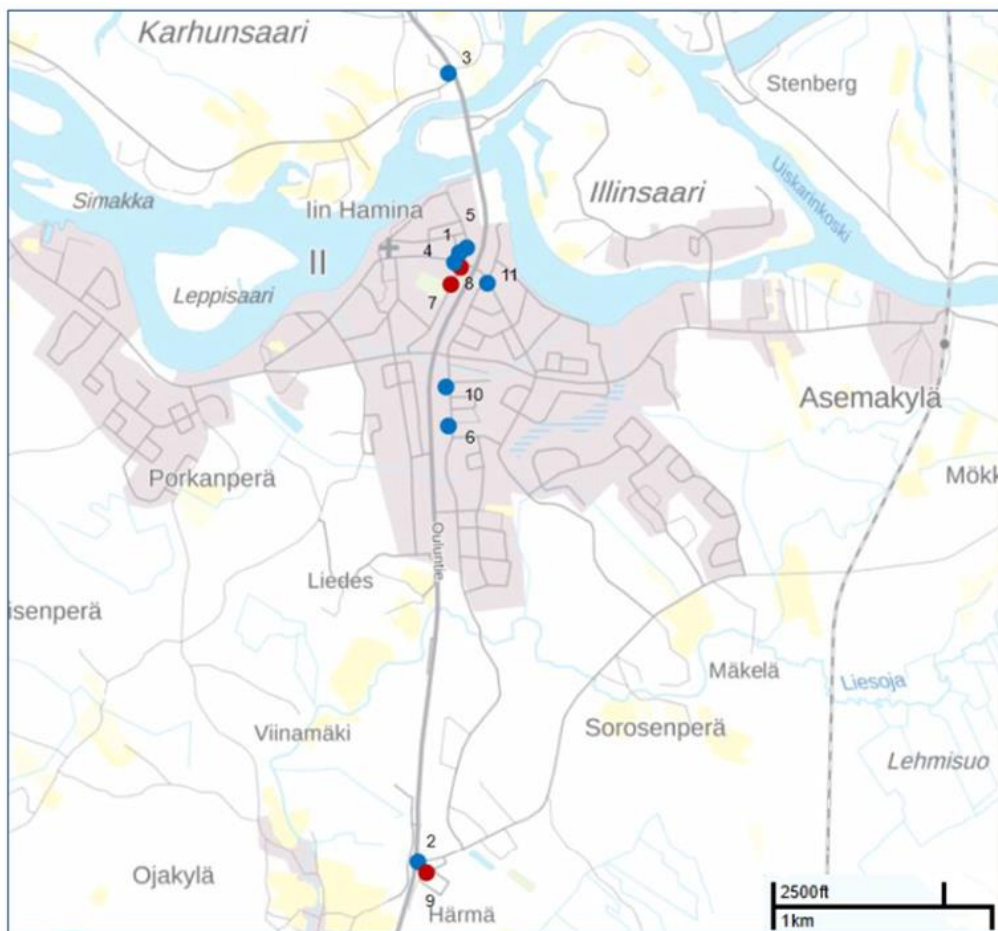 Karhunsaari
3
Stenberg
Uiskarinkoski
Simakka
Illinsaari
Iin Hamina
5
1
4
II
11
8
Leppisaari
7
10
Asemakylä
6
Porkanperä
Mökk
Ouluntie
Liedes
isenperä
Mäkelä
Liesoja
Viinamäki
Sorosenperä
Lehmisuo
2
Ojakylä
9
Härmä
2500ft
1km